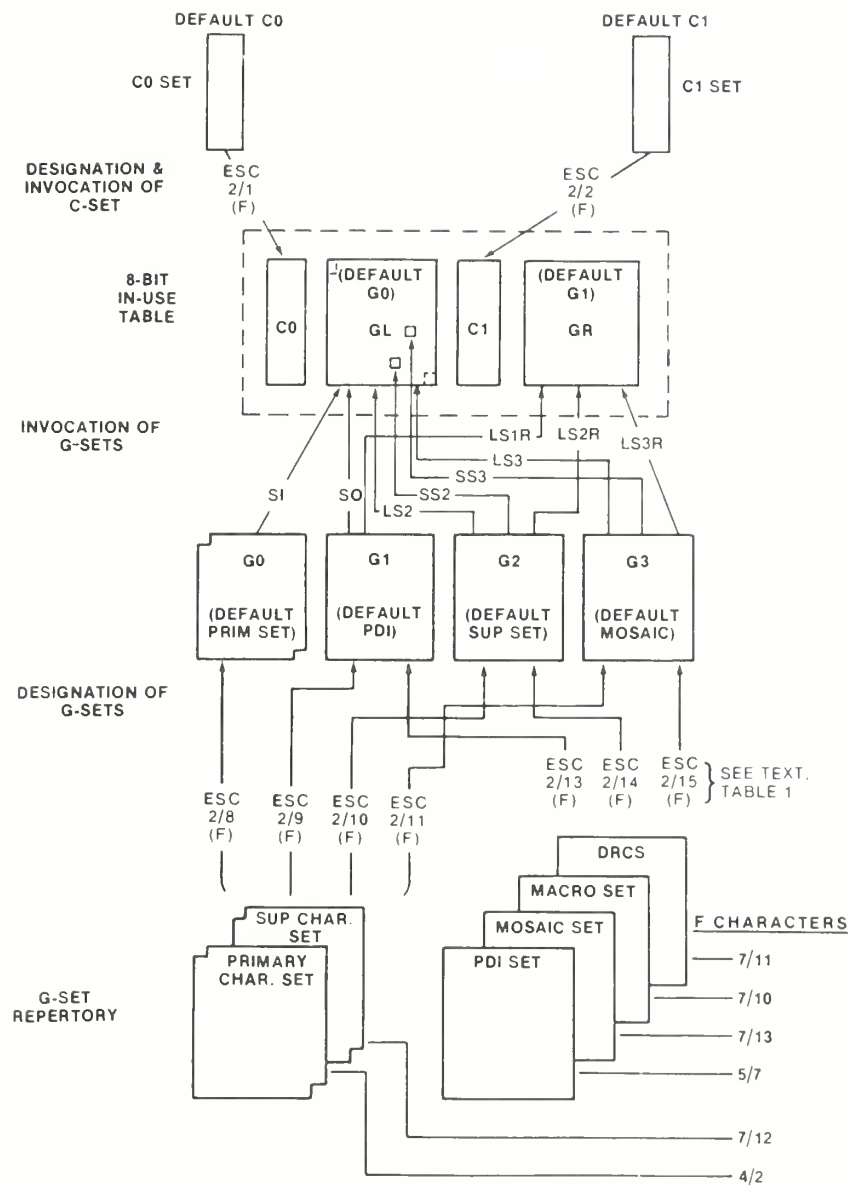 DEFAULT C0
DEFAULT C1
C0 SET
C1 SET
DESIGNATION &
INVOCATION OF
C-SET
ESC
2/1
(F)
ESC
2/2
(F)
8-BIT
IN-USE
TABLE
C0
(DEFAULT
G0)
GL
C1
(DEFAULT
G1)
GR
INVOCATION OF
G-SETS
SI
SO
LS2
SS2
LS1R
LS3
SS3
LS2R
LS3R
G0
(DEFAULT
PRIM SET)
G1
(DEFAULT
PDI)
G2
(DEFAULT
SUP SET)
G3
(DEFAULT
MOSAIC)
DESIGNATION OF
G-SETS
ESC
2/8
(F)
ESC
2/9
(F)
ESC
2/10
(F)
ESC
2/11
(F)
ESC
2/13
(F)
ESC
2/14
(F)
ESC
2/15
(F)
SEE TEXT,
TABLE 1
G-SET
REPERTORY
SUP CHAR.
SET
PRIMARY
CHAR. SET
DRCS
MACRO SET
MOSAIC SET
PDI SET
F CHARACTERS
7/11
7/10
7/13
5/7
7/12
4/2